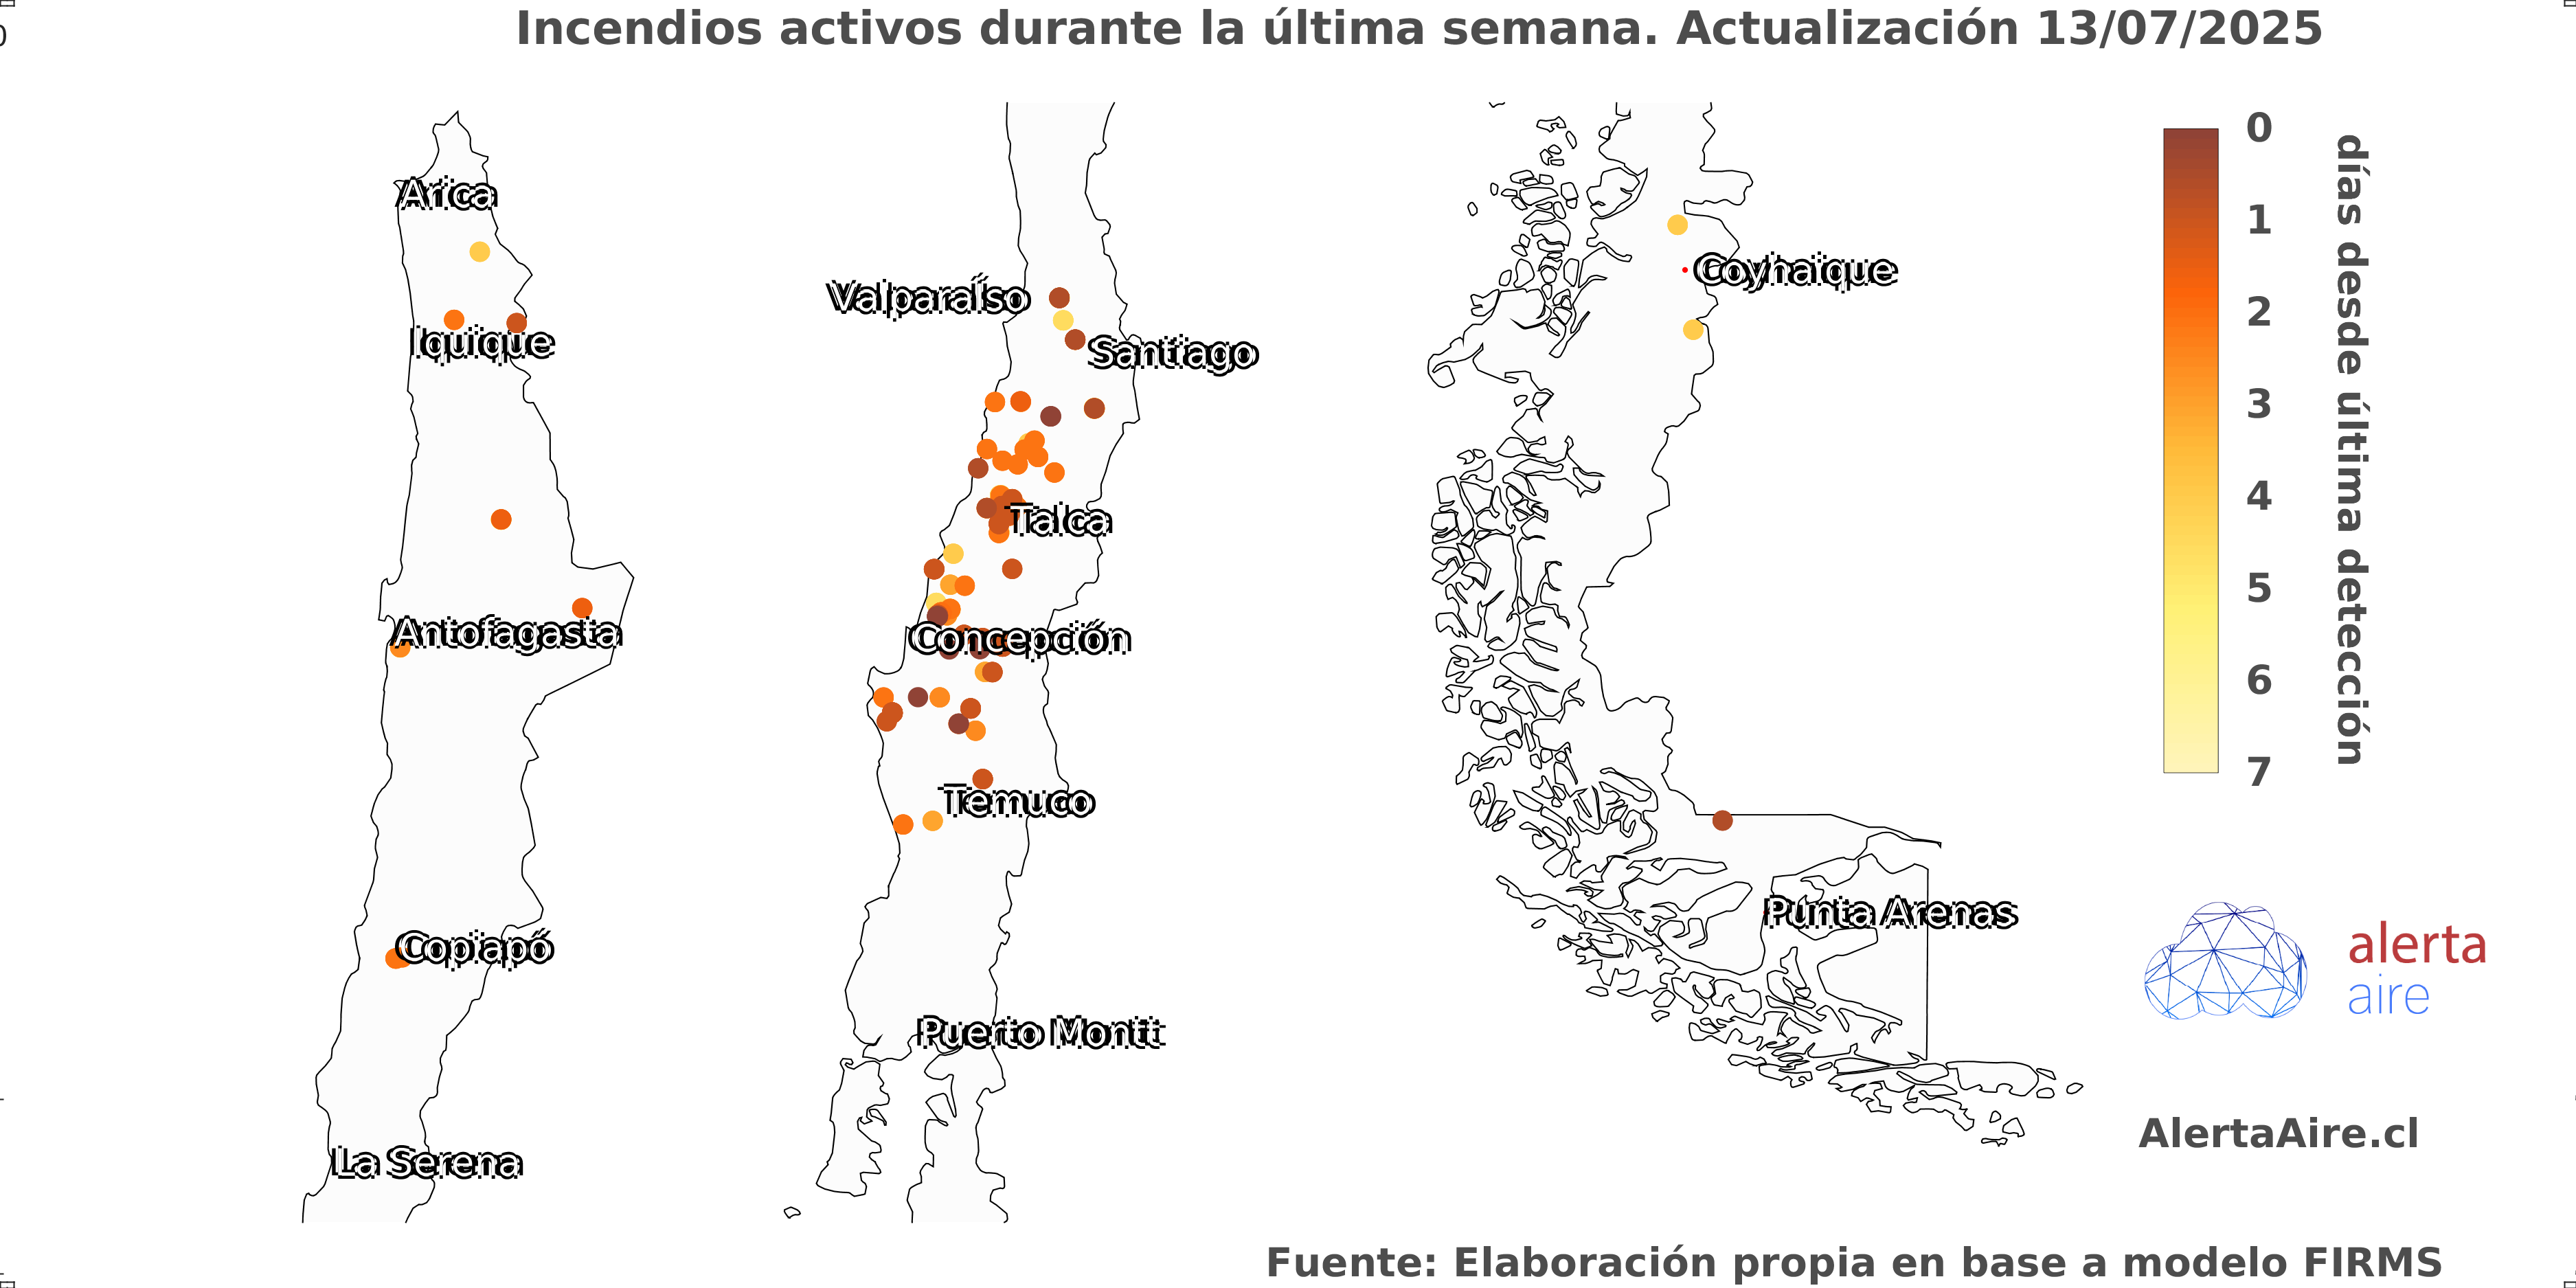 Incendios activos durante la última semana. Actualización 13/07/2025
0
Arica
Iquique
Antofagasta
Copiapó
La Serena
Valparaíso
Santiago
Talca
Concepción
Temuco
Puerto Montt
Coyhaique
Punta Arenas
0
1
2
3
4
5
6
7
días desde última detección
alerta
aire
AlertaAire.cl
Fuente: Elaboración propia en base a modelo FIRMS